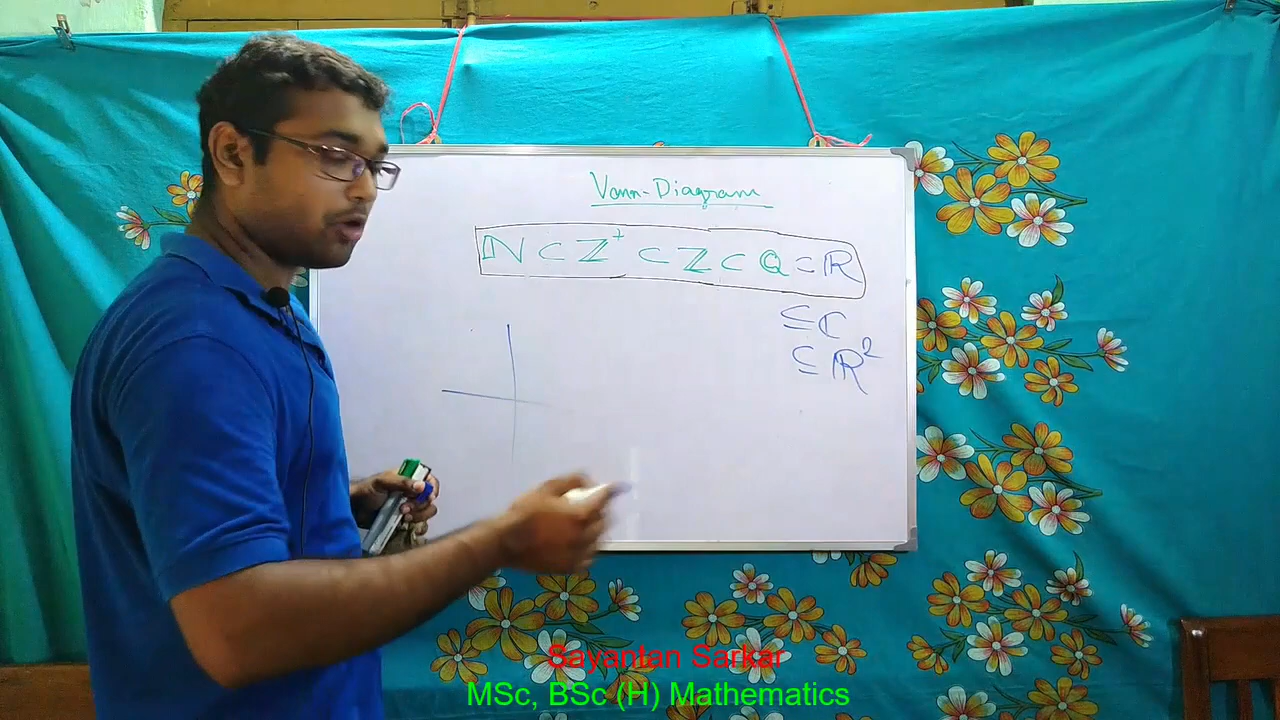 Venn-Diagram
ℕ ⊂ ℤ⁺ ⊂ ℤ ⊂ ℚ ⊂ ℝ
⊆ ℂ
⊆ ℝ²
Sayantan Sarkar
MSc, BSc (H) Mathematics